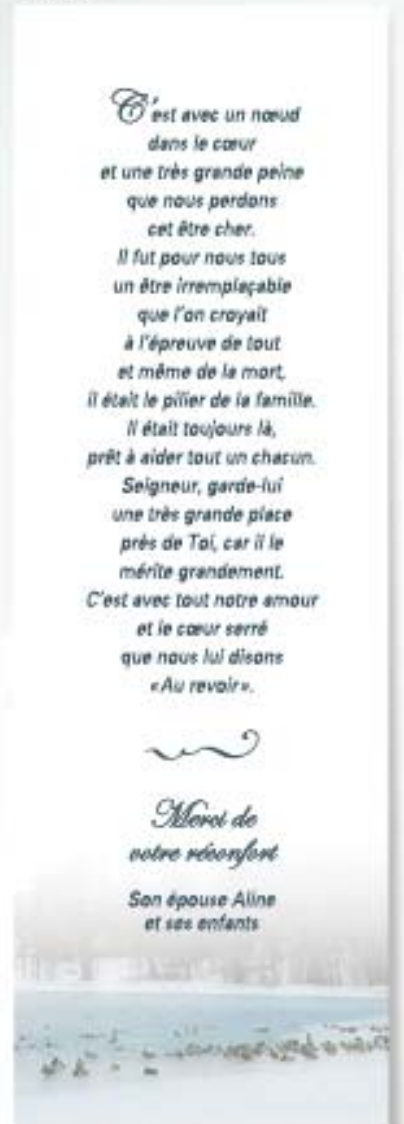 C'est avec un nœud
dans le cœur
et une très grande peine
que nous perdons
cet être cher.
Il fut pour nous tous
un être irremplaçable
que l'on croyait
à l'épreuve de tout
et même de la mort,
il était le pilier de la famille.
Il était toujours là,
prêt à aider tout un chacun.
Seigneur, garde-lui
une très grande place
près de Toi, car il le
mérite grandement.
C'est avec tout notre amour
et le cœur serré
que nous lui disons
«Au revoir».
Merci de
votre réconfort
Son épouse Aline
et ses enfants